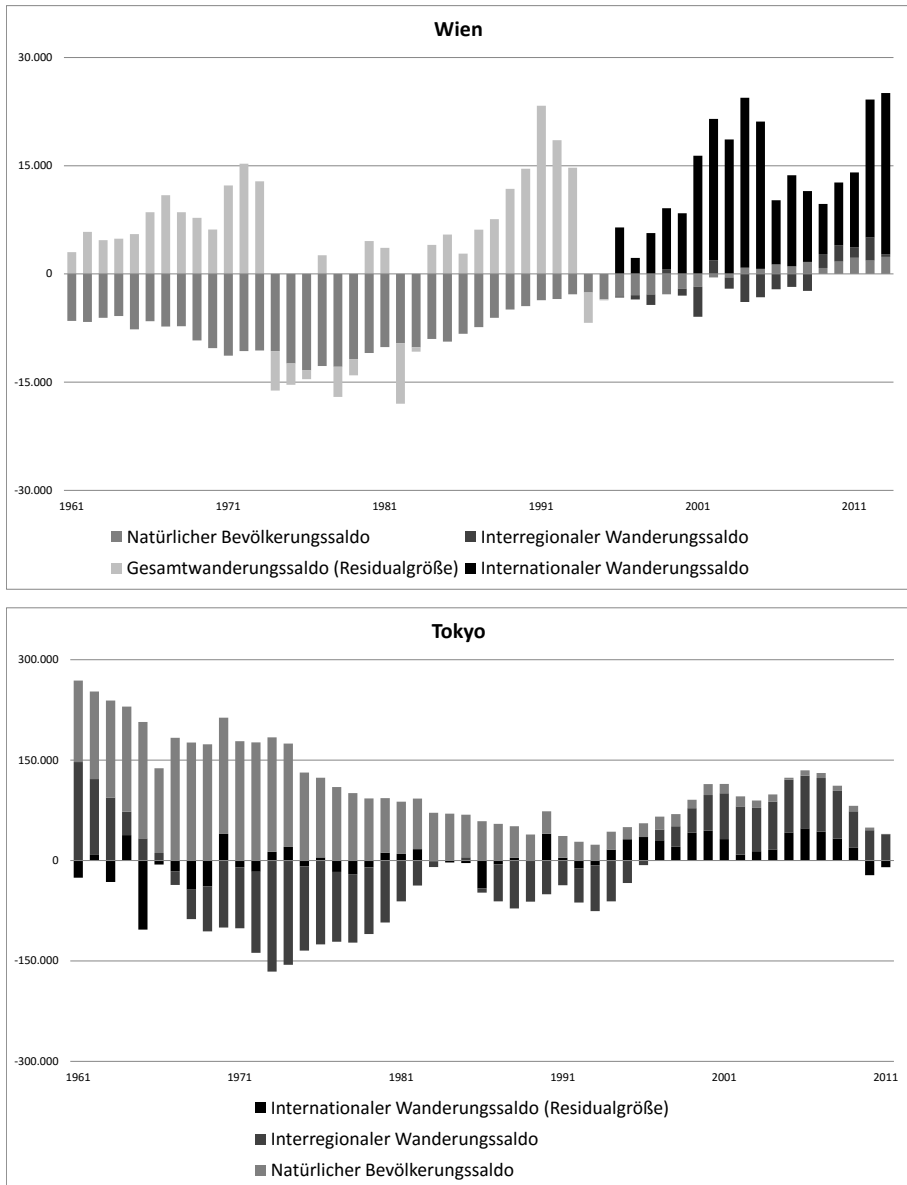 Wien
30.000
15.000
0
-15.000
-30.000
1961 1971 1981 1991 2001 2011
Natürlicher Bevölkerungssaldo Interregionaler Wanderungssaldo
Gesamtwanderungssaldo (Residualgröße) Internationaler Wanderungssaldo
Tokyo
300.000
150.000
0
-150.000
-300.000
1961 1971 1981 1991 2001 2011
Internationaler Wanderungssaldo (Residualgröße)
Interregionaler Wanderungssaldo
Natürlicher Bevölkerungssaldo